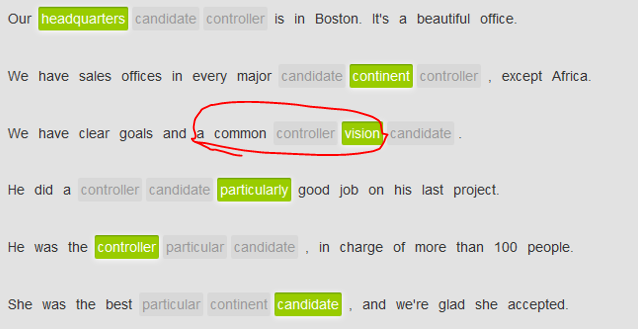 Our headquarters candidate controller is in Boston. It's a beautiful office.
We have sales offices in every major candidate continent controller , except Africa.
We have clear goals and a common controller vision candidate .
He did a controller candidate particularly good job on his last project.
He was the controller particular candidate , in charge of more than 100 people.
She was the best particular continent candidate , and we're glad she accepted.